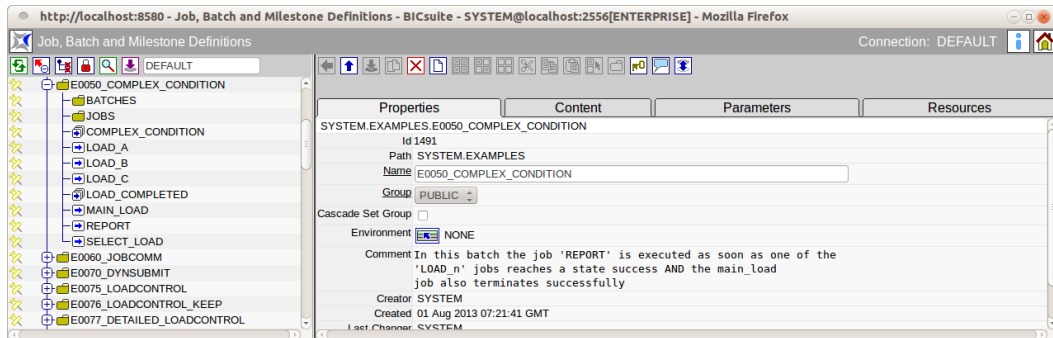 http://localhost:8580 - Job, Batch and Milestone Definitions - BICsuite - SYSTEM@localhost:2556[ENTERPRISE] - Mozilla Firefox
Job, Batch and Milestone Definitions
Connection: DEFAULT
DEFAULT
E0050_COMPLEX_CONDITION
BATCHES
JOBS
COMPLEX_CONDITION
LOAD_A
LOAD_B
LOAD_C
LOAD_COMPLETED
MAIN_LOAD
REPORT
SELECT_LOAD
E0060_JOBCOMM
E0070_DYNSUBMIT
E0075_LOADCONTROL
E0076_LOADCONTROL_KEEP
E0077_DETAILED_LOADCONTROL
Properties
Content
Parameters
Resources
SYSTEM.EXAMPLES.E0050_COMPLEX_CONDITION
Id 1491
Path SYSTEM.EXAMPLES
Name E0050_COMPLEX_CONDITION
Group PUBLIC
Cascade Set Group
Environment NONE
Comment In this batch the job 'REPORT' is executed as soon as one of the
'LOAD_n' jobs reaches a state success AND the main_load
job also terminates successfully
Creator SYSTEM
Created 01 Aug 2013 07:21:41 GMT
Last Changer SYSTEM